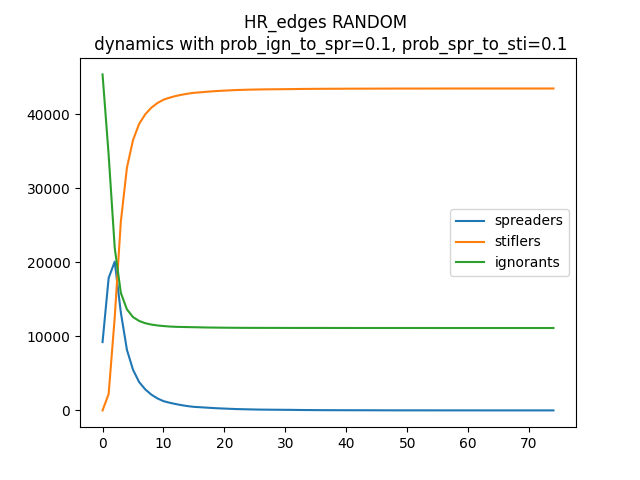 HR_edges RANDOM
dynamics with prob_ign_to_spr=0.1, prob_spr_to_sti=0.1
40000
30000
20000
10000
0
spreaders
stiflers
ignorants
0 10 20 30 40 50 60 70